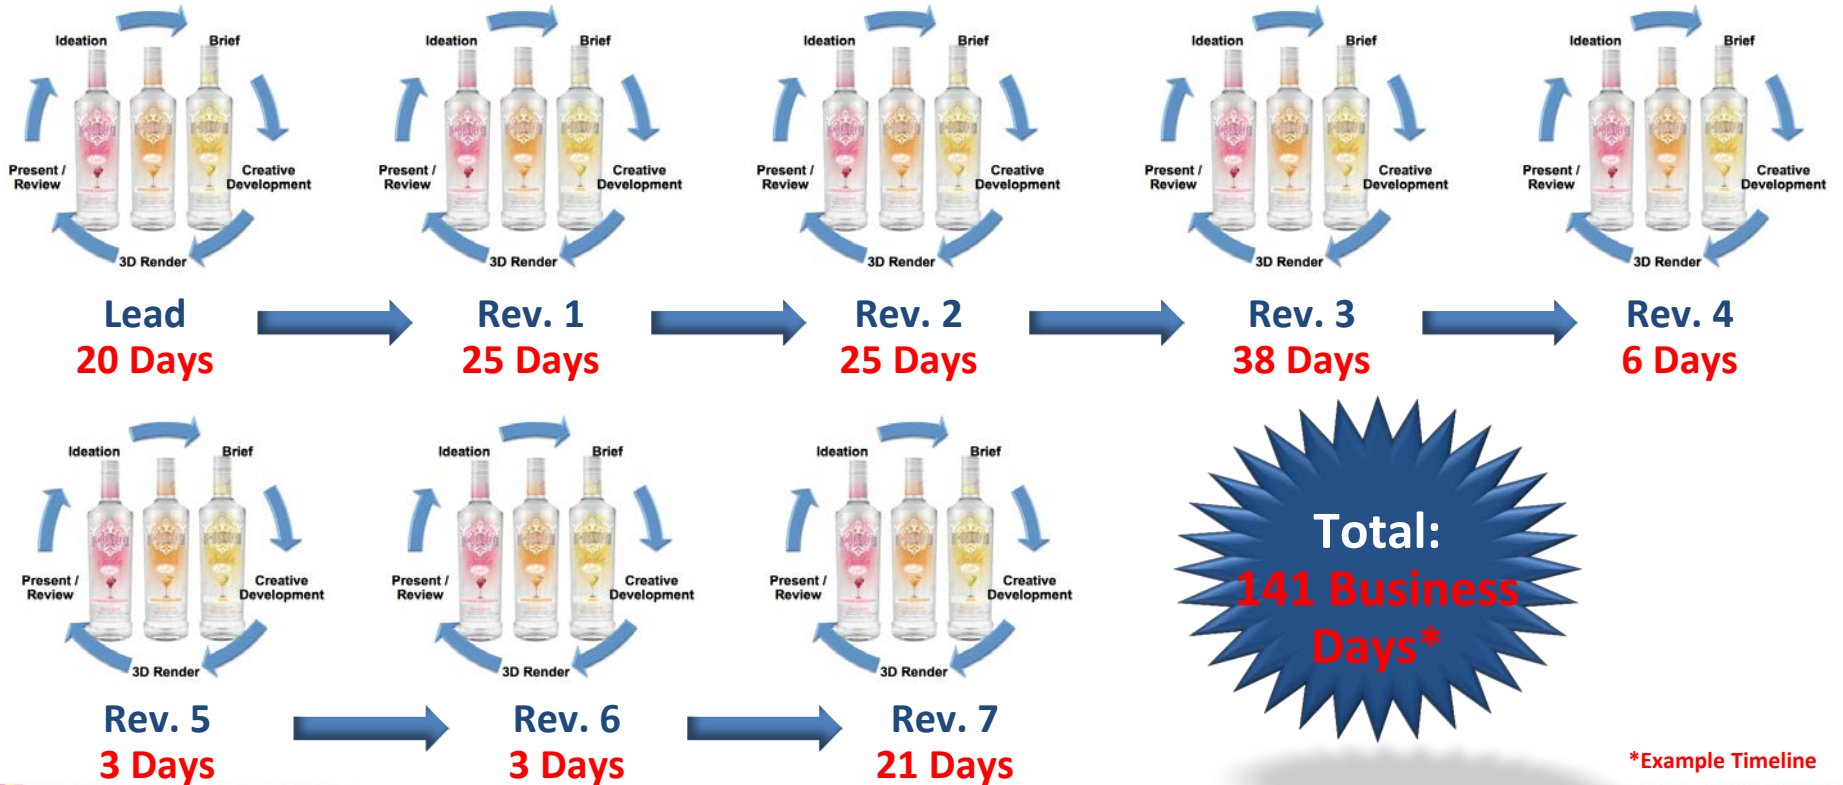 Ideation
Brief
Present /
Review
Creative
Development
3D Render
Lead
20 Days
Ideation
Brief
Present /
Review
Creative
Development
3D Render
Rev. 1
25 Days
Ideation
Brief
Present /
Review
Creative
Development
3D Render
Rev. 2
25 Days
Ideation
Brief
Present /
Review
Creative
Development
3D Render
Rev. 3
38 Days
Ideation
Brief
Present /
Review
Creative
Development
3D Render
Rev. 4
6 Days
Ideation
Brief
Present /
Review
Creative
Development
3D Render
Rev. 5
3 Days
Ideation
Brief
Present /
Review
Creative
Development
3D Render
Rev. 6
3 Days
Ideation
Brief
Present /
Review
Creative
Development
3D Render
Rev. 7
21 Days
Total:
141 Business
Days*
*Example Timeline